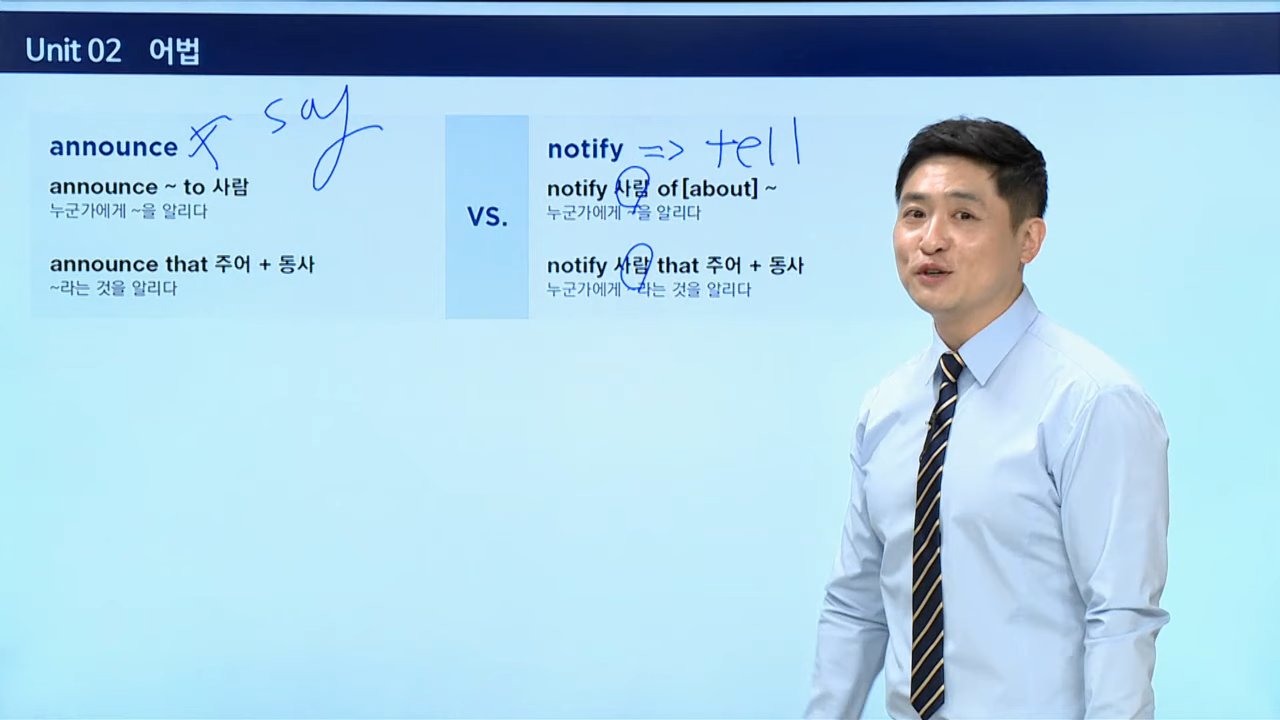 Unit 02 어법
say
announce
announce ~ to 사람
누군가에게 ~을 알리다
announce that 주어 + 동사
~라는 것을 알리다
VS.
notify => tell
notify 사람 of[about] ~
누군가에게 ~을 알리다
notify 사람 that 주어 + 동사
누군가에게 ~라는 것을 알리다